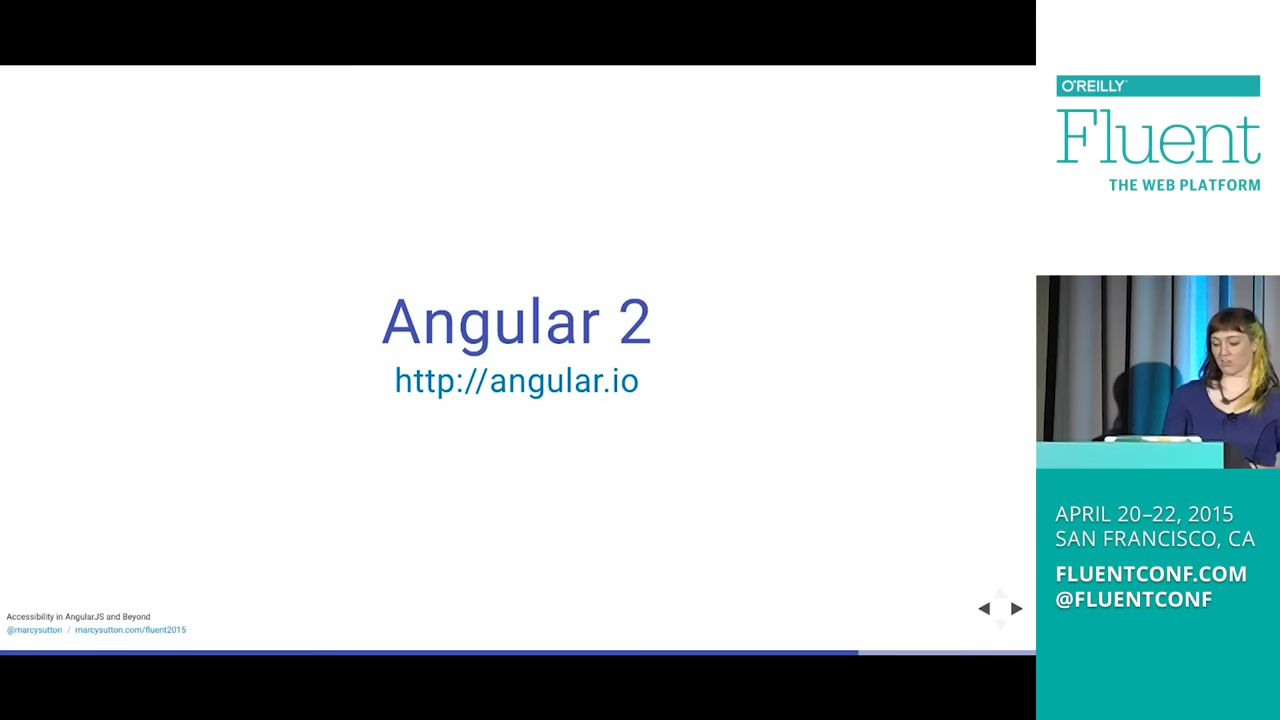 Angular 2
http://angular.io
Accessibility in AngularJS and Beyond
@marcysutton / marcysutton.com/fluent2015
O'REILLY™
Fluent
THE WEB PLATFORM
APRIL 20–22, 2015
SAN FRANCISCO, CA
FLUENTCONF.COM
@FLUENTCONF